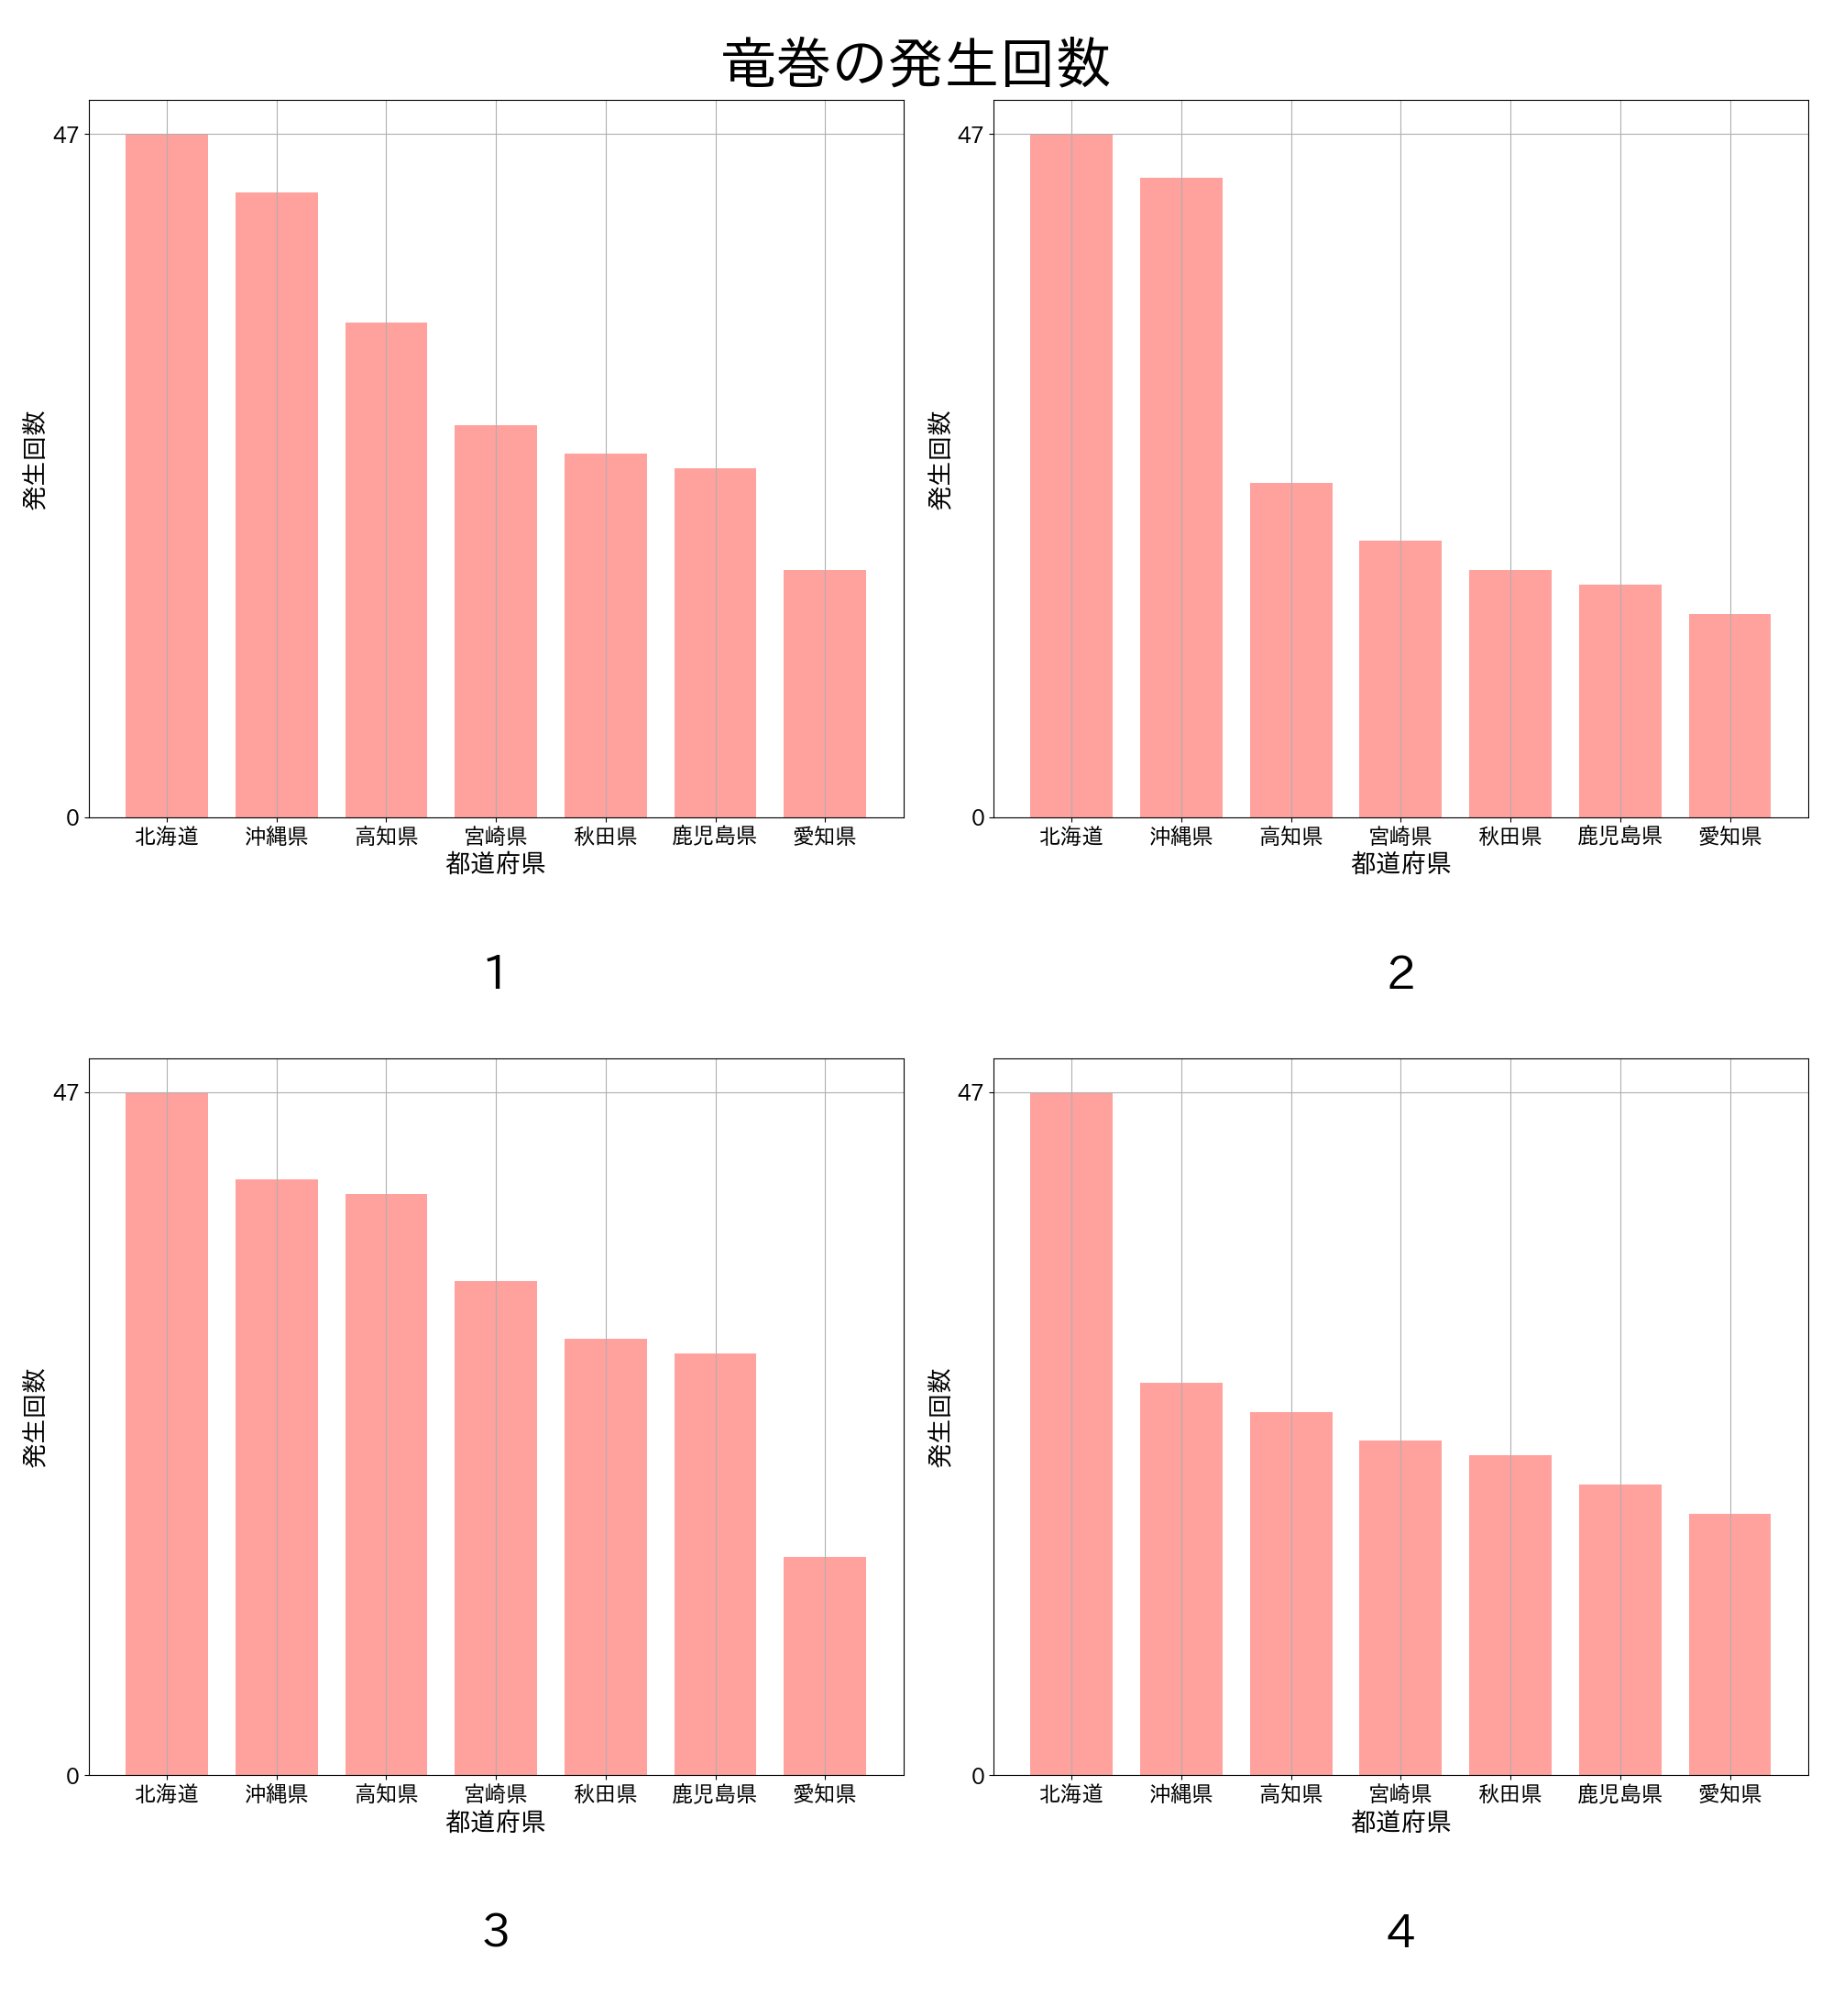 竜巻の発生回数
47
0
発生回数
北海道 沖縄県 高知県 宮崎県 秋田県 鹿児島県 愛知県
都道府県
1
47
0
発生回数
北海道 沖縄県 高知県 宮崎県 秋田県 鹿児島県 愛知県
都道府県
2
47
0
発生回数
北海道 沖縄県 高知県 宮崎県 秋田県 鹿児島県 愛知県
都道府県
3
47
0
発生回数
北海道 沖縄県 高知県 宮崎県 秋田県 鹿児島県 愛知県
都道府県
4